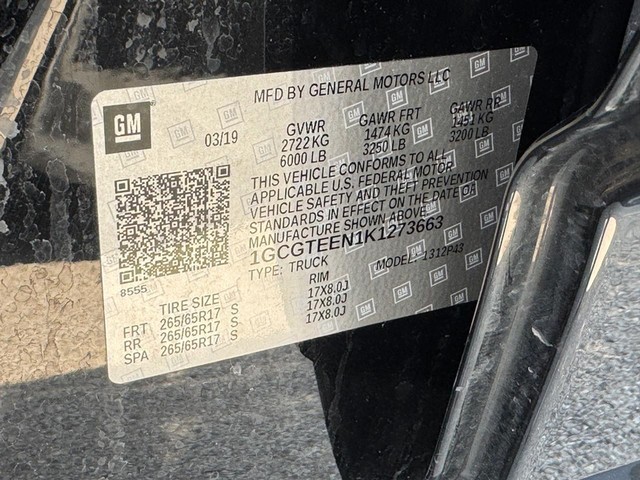 MFD BY GENERAL MOTORS LLC
GM
03/19 GVWR GAWR FRT GAWR RR
2722 KG 1474 KG 1451 KG
6000 LB 3250 LB 3200 LB
THIS VEHICLE CONFORMS TO ALL
APPLICABLE U.S. FEDERAL MOTOR
VEHICLE SAFETY AND THEFT PREVENTION
STANDARDS IN EFFECT ON THE DATE OF
MANUFACTURE SHOWN ABOVE.
1GCGTEEN1K1273663
TYPE: TRUCK MODEL: 1312P43
8555
TIRE SIZE RIM
FRT 265/65R17 S 17X8.0J
RR 265/65R17 S 17X8.0J
SPA 265/65R17 S 17X8.0J